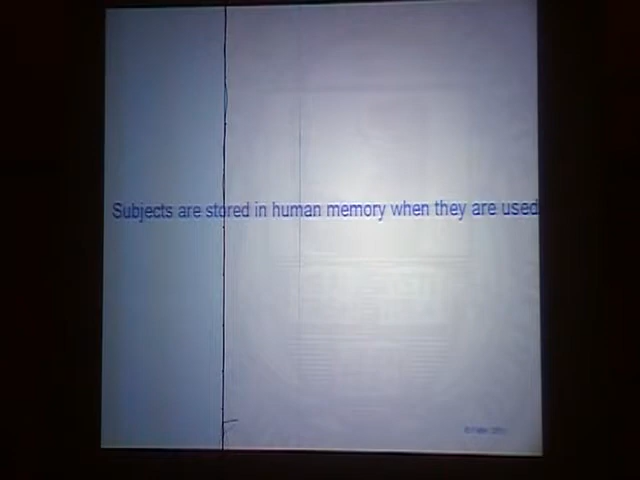 Subjects are stored in human memory when they are used